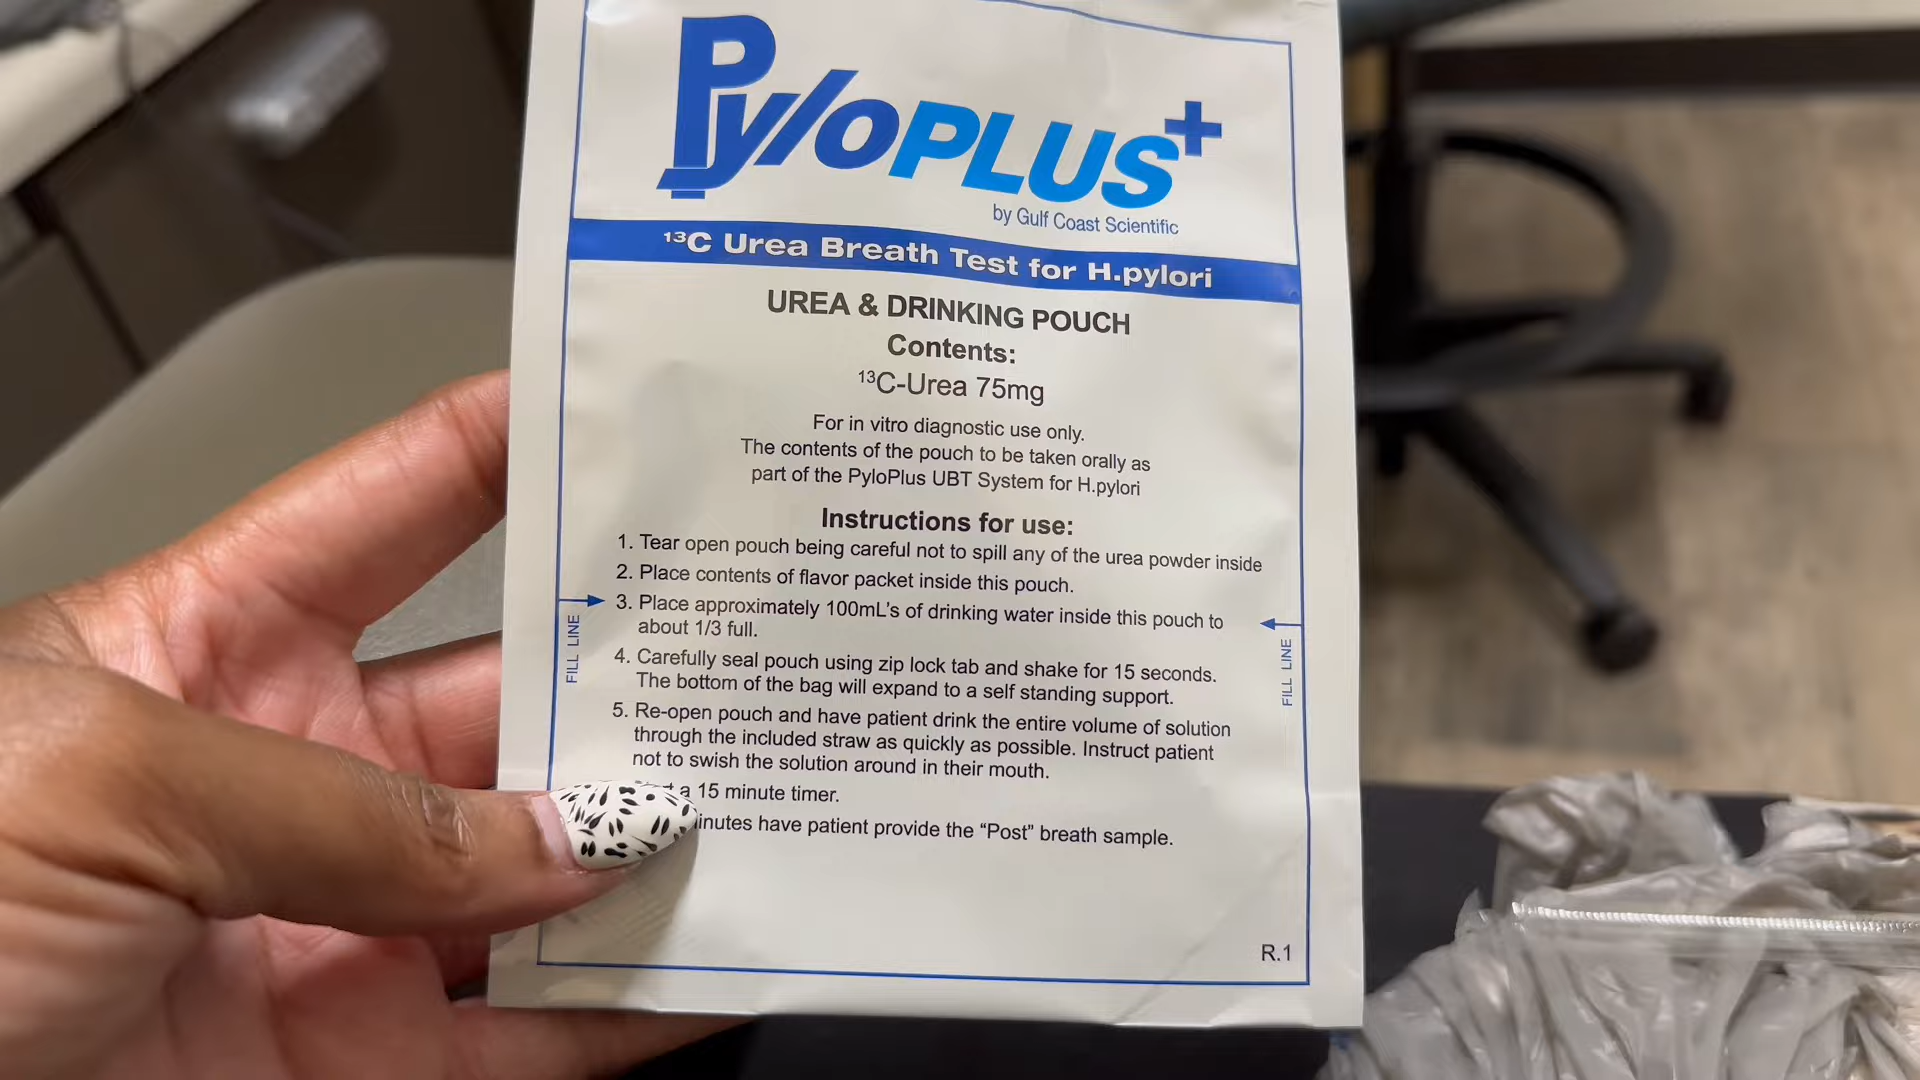 PyloPLUS+
by Gulf Coast Scientific
¹³C Urea Breath Test for H.pylori
UREA & DRINKING POUCH
Contents:
¹³C-Urea 75mg
For in vitro diagnostic use only.
The contents of the pouch to be taken orally as
part of the PyloPlus UBT System for H.pylori
Instructions for use:
1. Tear open pouch being careful not to spill any of the urea powder inside
2. Place contents of flavor packet inside this pouch.
3. Place approximately 100mL's of drinking water inside this pouch to
about 1/3 full.
FILL LINE
FILL LINE
4. Carefully seal pouch using zip lock tab and shake for 15 seconds.
The bottom of the bag will expand to a self standing support.
5. Re-open pouch and have patient drink the entire volume of solution
through the included straw as quickly as possible. Instruct patient
not to swish the solution around in their mouth.
a 15 minute timer.
have patient provide the “Post” breath sample.
R.1